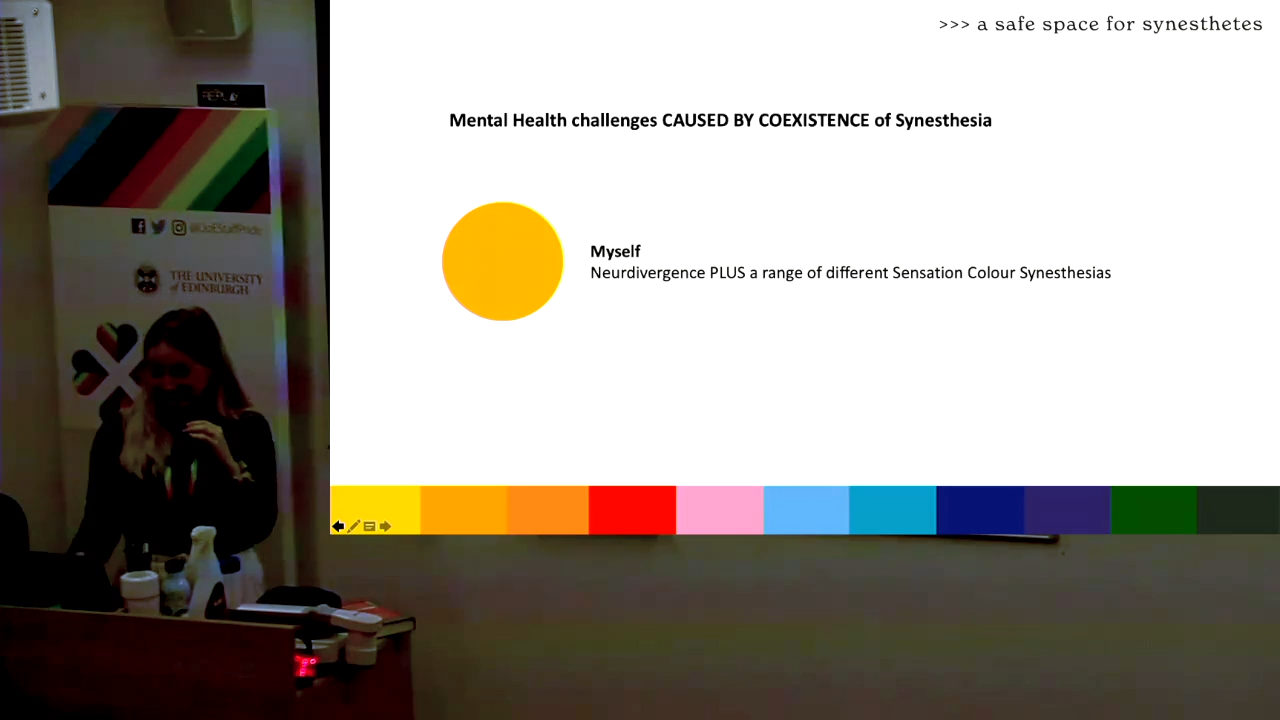 >>> a safe space for synesthetes
Mental Health challenges CAUSED BY COEXISTENCE of Synesthesia
Myself
Neurdivergence PLUS a range of different Sensation Colour Synesthesias
@UoEStaffPride
THE UNIVERSITY
of EDINBURGH